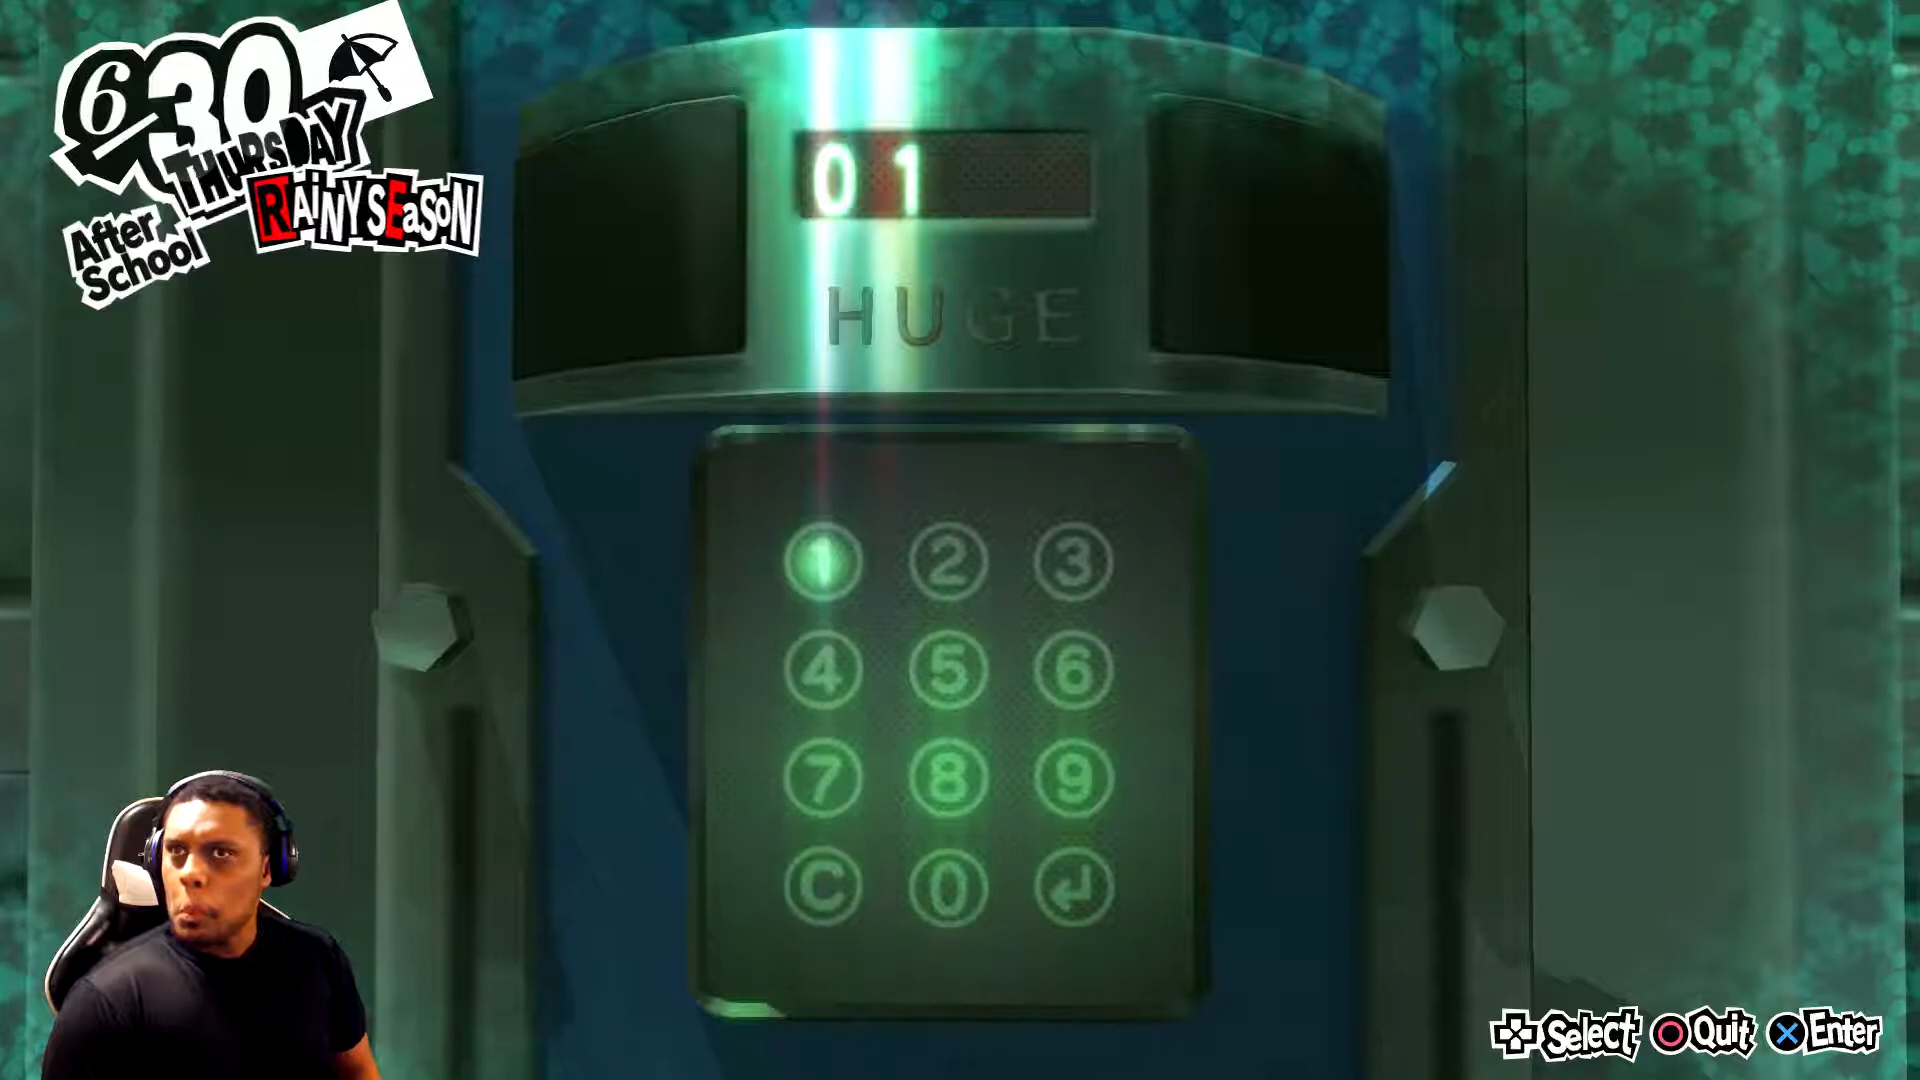 6/30
THURSDAY
RAiNY SEaSoN
After School
01
HUGE
1 2 3
4 5 6
7 8 9
C 0
Select Quit Enter